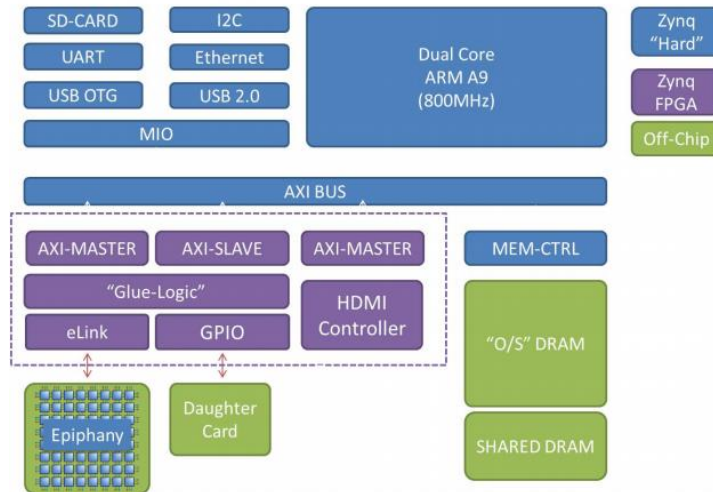 SD-CARD
I2C
UART
Ethernet
USB OTG
USB 2.0
MIO
Dual Core
ARM A9
(800MHz)
Zynq
“Hard”
Zynq
FPGA
Off-Chip
AXI BUS
AXI-MASTER
AXI-SLAVE
AXI-MASTER
MEM-CTRL
“Glue-Logic”
HDMI
Controller
eLink
GPIO
“O/S” DRAM
Epiphany
Daughter
Card
SHARED DRAM